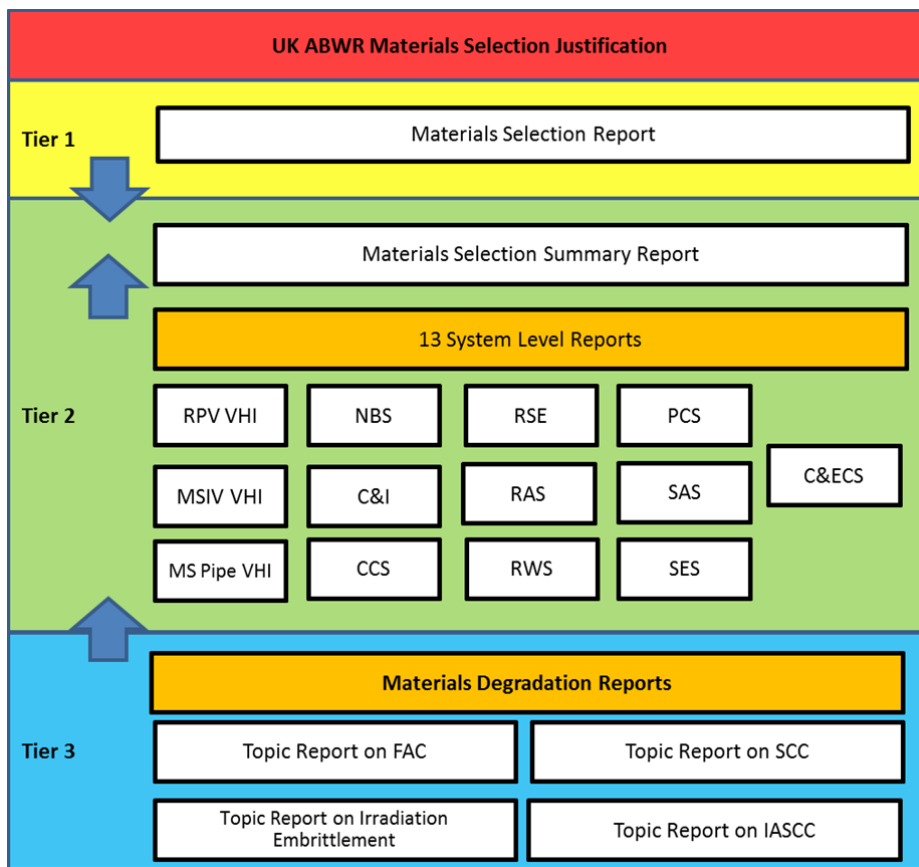 UK ABWR Materials Selection Justification
Tier 1
Materials Selection Report
Materials Selection Summary Report
13 System Level Reports
Tier 2
RPV VHI
NBS
RSE
PCS
C&ECS
MSIV VHI
C&I
RAS
SAS
MS Pipe VHI
CCS
RWS
SES
Materials Degradation Reports
Tier 3
Topic Report on FAC
Topic Report on SCC
Topic Report on Irradiation
Embrittlement
Topic Report on IASCC